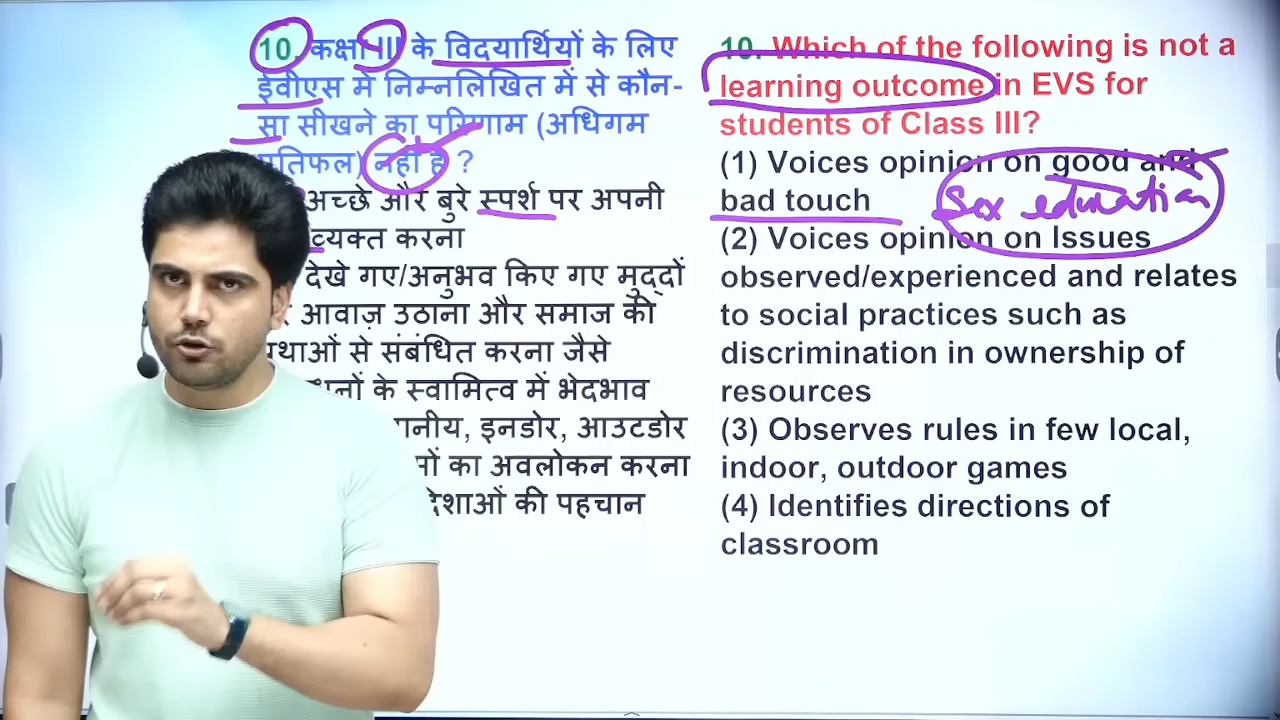 10. कक्षा III के विदयार्थियों के लिए
ईवीएस में निम्नलिखित में से कौन-
सा सीखने का परिणाम (अधिगम
नहीं है ?
अच्छे और बुरे स्पर्श पर अपनी
व्यक्त करना
देखे गए/अनुभव किए गए मुद्दों
आवाज़ उठाना और समाज की
से संबंधित करना जैसे
के स्वामित्व में भेदभाव
इनडोर, आउटडोर
का अवलोकन करना
की पहचान
10. Which of the following is not a
learning outcome in EVS for
students of Class III?
(1) Voices opinion on good and
bad touch
Sex education
(2) Voices opinion on Issues
observed/experienced and relates
to social practices such as
discrimination in ownership of
resources
(3) Observes rules in few local,
indoor, outdoor games
(4) Identifies directions of
classroom